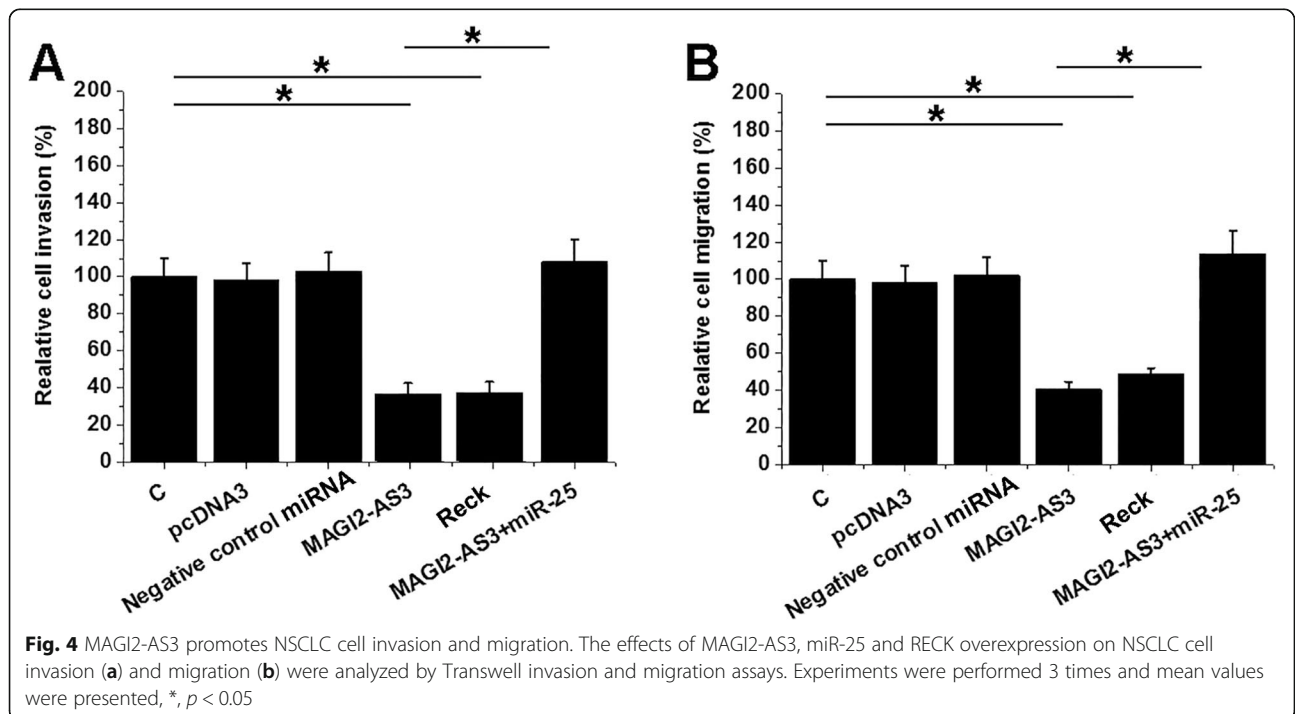 A
Realative cell invasion (%)
200
180
160
140
120
100
80
60
40
20
0
*
*
*
C
pcDNA3
Negative control miRNA
MAGI2-AS3
Reck
MAGI2-AS3+miR-25
B
Realative cell migration (%)
200
180
160
140
120
100
80
60
40
20
0
*
*
*
C
pcDNA3
Negative control miRNA
MAGI2-AS3
Reck
MAGI2-AS3+miR-25
Fig. 4 MAGI2-AS3 promotes NSCLC cell invasion and migration. The effects of MAGI2-AS3, miR-25 and RECK overexpression on NSCLC cell
invasion (a) and migration (b) were analyzed by Transwell invasion and migration assays. Experiments were performed 3 times and mean values
were presented, *, p < 0.05